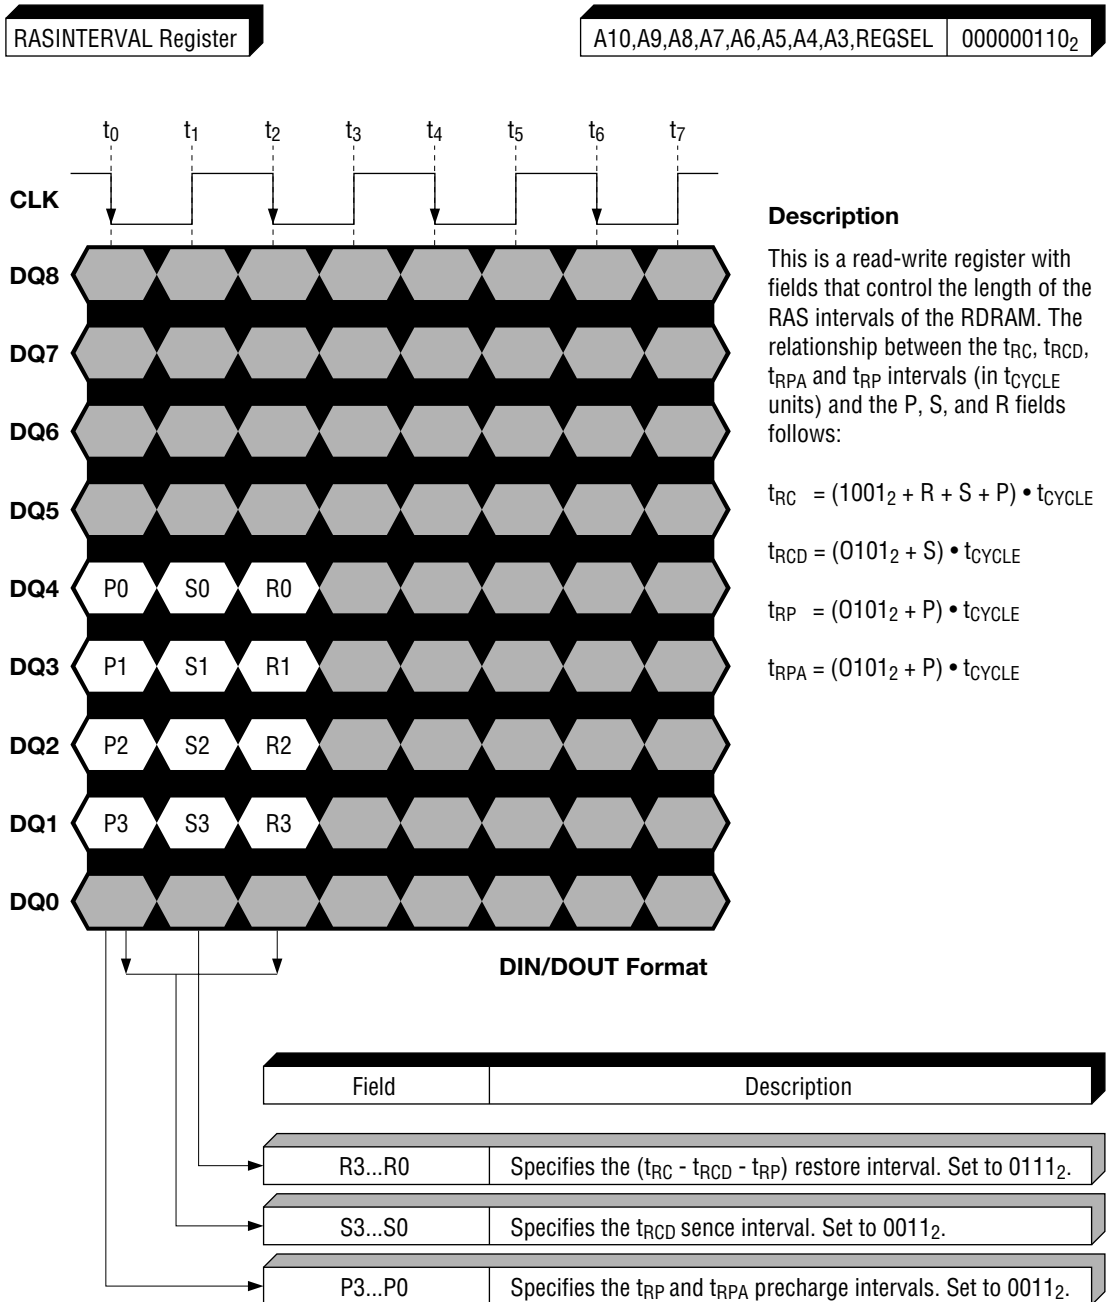 RASINTERVAL Register
A10,A9,A8,A7,A6,A5,A4,A3,REGSEL 000000110₂
t₀ t₁ t₂ t₃ t₄ t₅ t₆ t₇
CLK
DQ8
DQ7
DQ6
DQ5
DQ4 P0 S0 R0
DQ3 P1 S1 R1
DQ2 P2 S2 R2
DQ1 P3 S3 R3
DQ0
DIN/DOUT Format
Description
This is a read-write register with
fields that control the length of the
RAS intervals of the RDRAM. The
relationship between the tRC, tRCD,
tRPA and tRP intervals (in tCYCLE
units) and the P, S, and R fields
follows:
tRC = (1001₂ + R + S + P) • tCYCLE
tRCD = (O101₂ + S) • tCYCLE
tRP = (O101₂ + P) • tCYCLE
tRPA = (O101₂ + P) • tCYCLE
Field Description
R3...R0 Specifies the (tRC - tRCD - tRP) restore interval. Set to 0111₂.
S3...S0 Specifies the tRCD sence interval. Set to 0011₂.
P3...P0 Specifies the tRP and tRPA precharge intervals. Set to 0011₂.